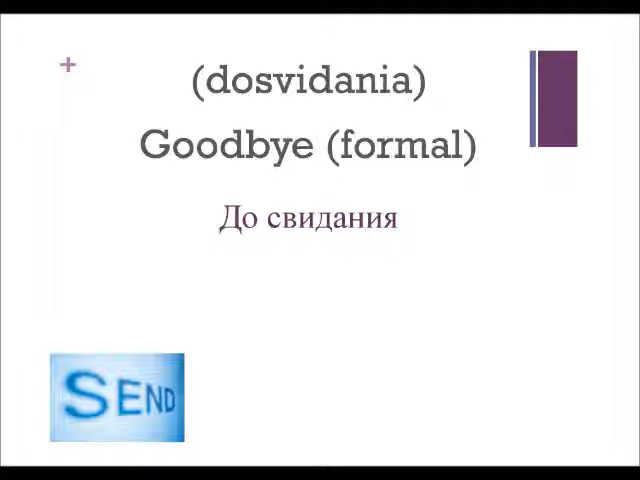 +
(dosvidania)
Goodbye (formal)
До свидания
SEND